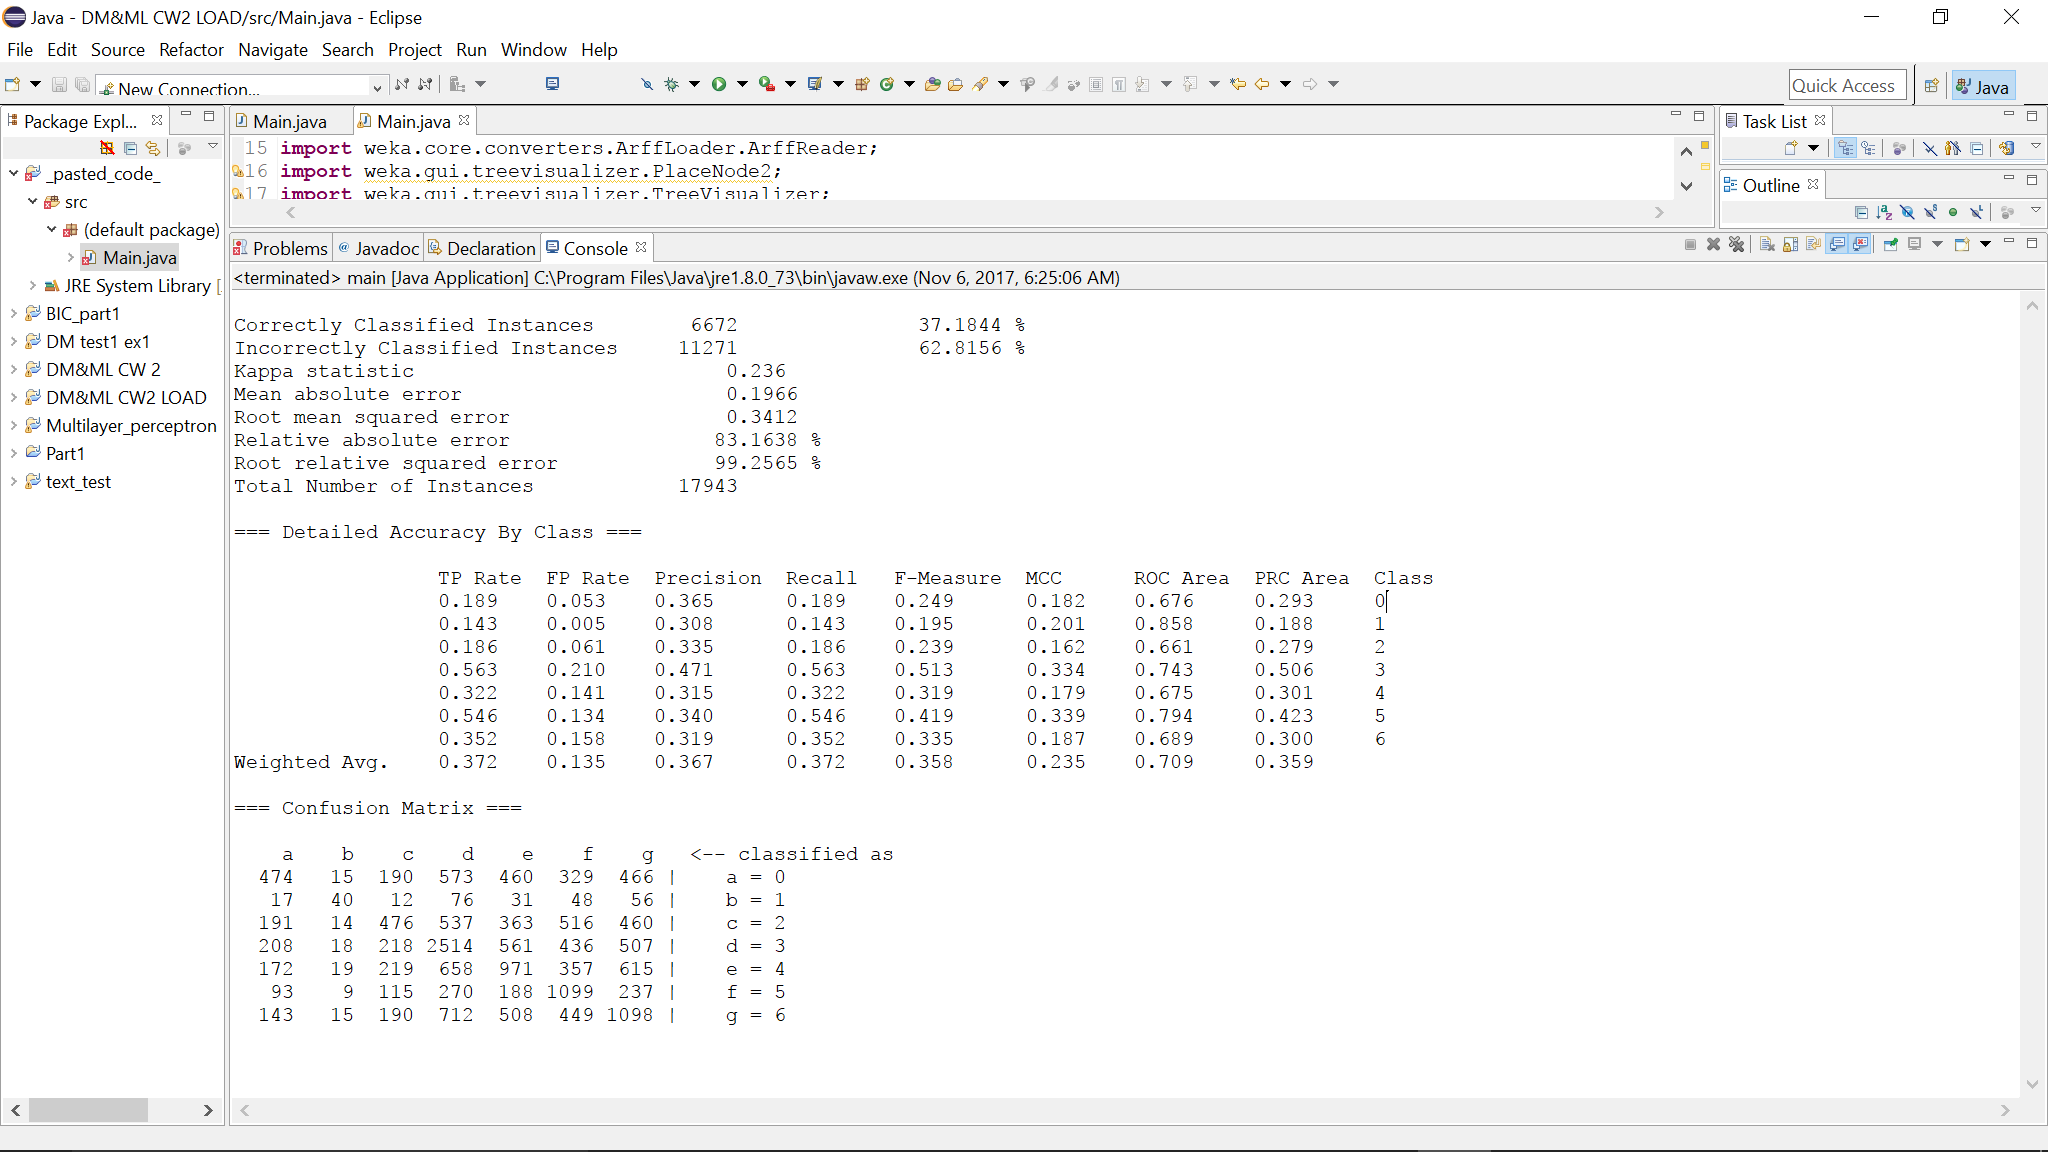 Java - DM&ML CW2 LOAD/src/Main.java - Eclipse
File Edit Source Refactor Navigate Search Project Run Window Help
New Connection...
Quick Access
Java
Package Expl...
_pasted_code_
src
(default package)
Main.java
JRE System Library [
BIC_part1
DM test1 ex1
DM&ML CW 2
DM&ML CW2 LOAD
Multilayer_perceptron
Part1
text_test
Main.java Main.java
15 import weka.core.converters.ArffLoader.ArffReader;
16 import weka.gui.treevisualizer.PlaceNode2;
17 import weka.gui.treevisualizer.TreeVisualizer;
Task List
Outline
Problems @ Javadoc Declaration Console
<terminated> main [Java Application] C:\Program Files\Java\jre1.8.0_73\bin\javaw.exe (Nov 6, 2017, 6:25:06 AM)
Correctly Classified Instances 6672 37.1844 %
Incorrectly Classified Instances 11271 62.8156 %
Kappa statistic 0.236
Mean absolute error 0.1966
Root mean squared error 0.3412
Relative absolute error 83.1638 %
Root relative squared error 99.2565 %
Total Number of Instances 17943
=== Detailed Accuracy By Class ===
TP Rate FP Rate Precision Recall F-Measure MCC ROC Area PRC Area Class
0.189 0.053 0.365 0.189 0.249 0.182 0.676 0.293 0
0.143 0.005 0.308 0.143 0.195 0.201 0.858 0.188 1
0.186 0.061 0.335 0.186 0.239 0.162 0.661 0.279 2
0.563 0.210 0.471 0.563 0.513 0.334 0.743 0.506 3
0.322 0.141 0.315 0.322 0.319 0.179 0.675 0.301 4
0.546 0.134 0.340 0.546 0.419 0.339 0.794 0.423 5
0.352 0.158 0.319 0.352 0.335 0.187 0.689 0.300 6
Weighted Avg. 0.372 0.135 0.367 0.372 0.358 0.235 0.709 0.359
=== Confusion Matrix ===
a b c d e f g <-- classified as
474 15 190 573 460 329 466 | a = 0
17 40 12 76 31 48 56 | b = 1
191 14 476 537 363 516 460 | c = 2
208 18 218 2514 561 436 507 | d = 3
172 19 219 658 971 357 615 | e = 4
93 9 115 270 188 1099 237 | f = 5
143 15 190 712 508 449 1098 | g = 6